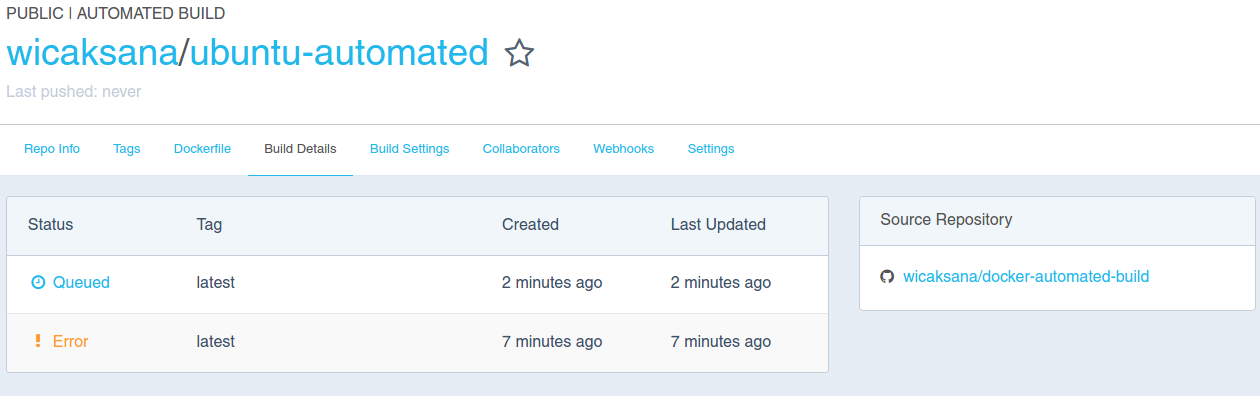 PUBLIC | AUTOMATED BUILD
wicaksana/ubuntu-automated
Last pushed: never
Repo Info Tags Dockerfile Build Details Build Settings Collaborators Webhooks Settings
Status Tag Created Last Updated
Queued latest 2 minutes ago 2 minutes ago
Error latest 7 minutes ago 7 minutes ago
Source Repository
wicaksana/docker-automated-build